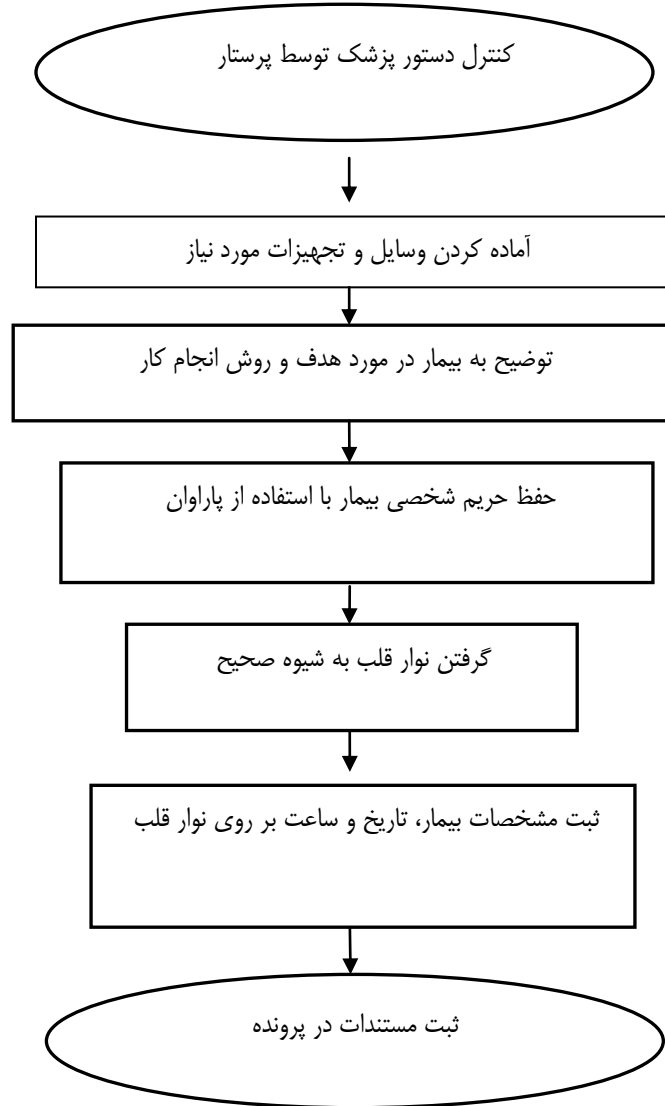 کنترل دستور پزشک توسط پرستار
آماده کردن وسایل و تجهیزات مورد نیاز
توضیح به بیمار در مورد هدف و روش انجام کار
حفظ حریم شخصی بیمار با استفاده از پاراوان
گرفتن نوار قلب به شیوه صحیح
ثبت مشخصات بیمار، تاریخ و ساعت بر روی نوار قلب
ثبت مستندات در پرونده